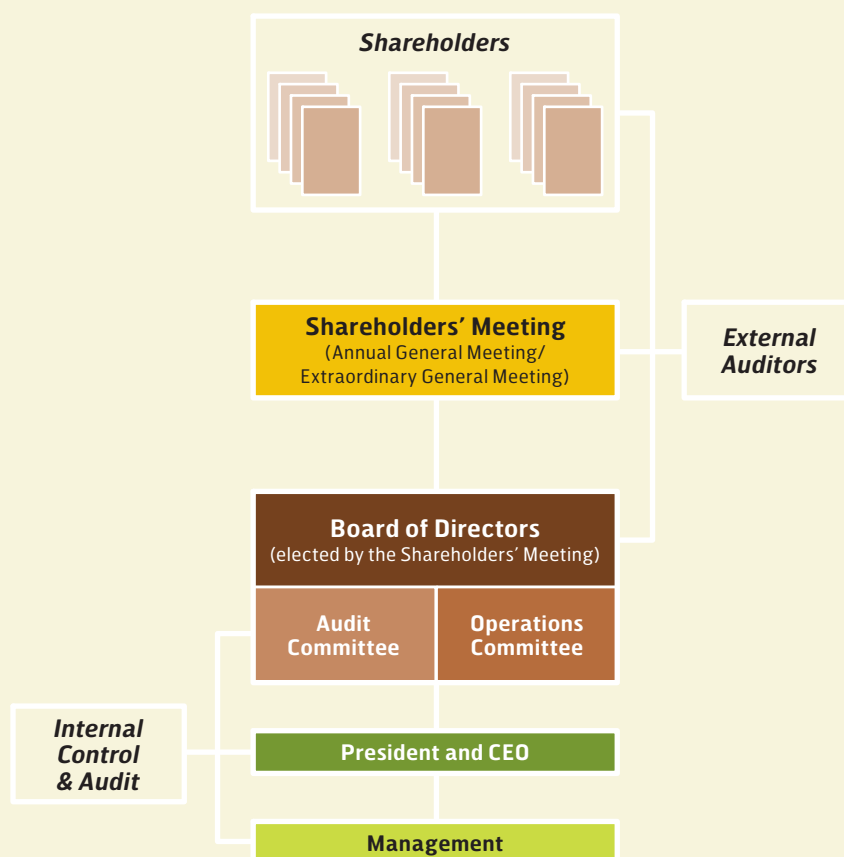 Shareholders
Shareholders’ Meeting
(Annual General Meeting/
Extraordinary General Meeting)
External
Auditors
Board of Directors
(elected by the Shareholders’ Meeting)
Audit
Committee
Operations
Committee
Internal
Control
& Audit
President and CEO
Management